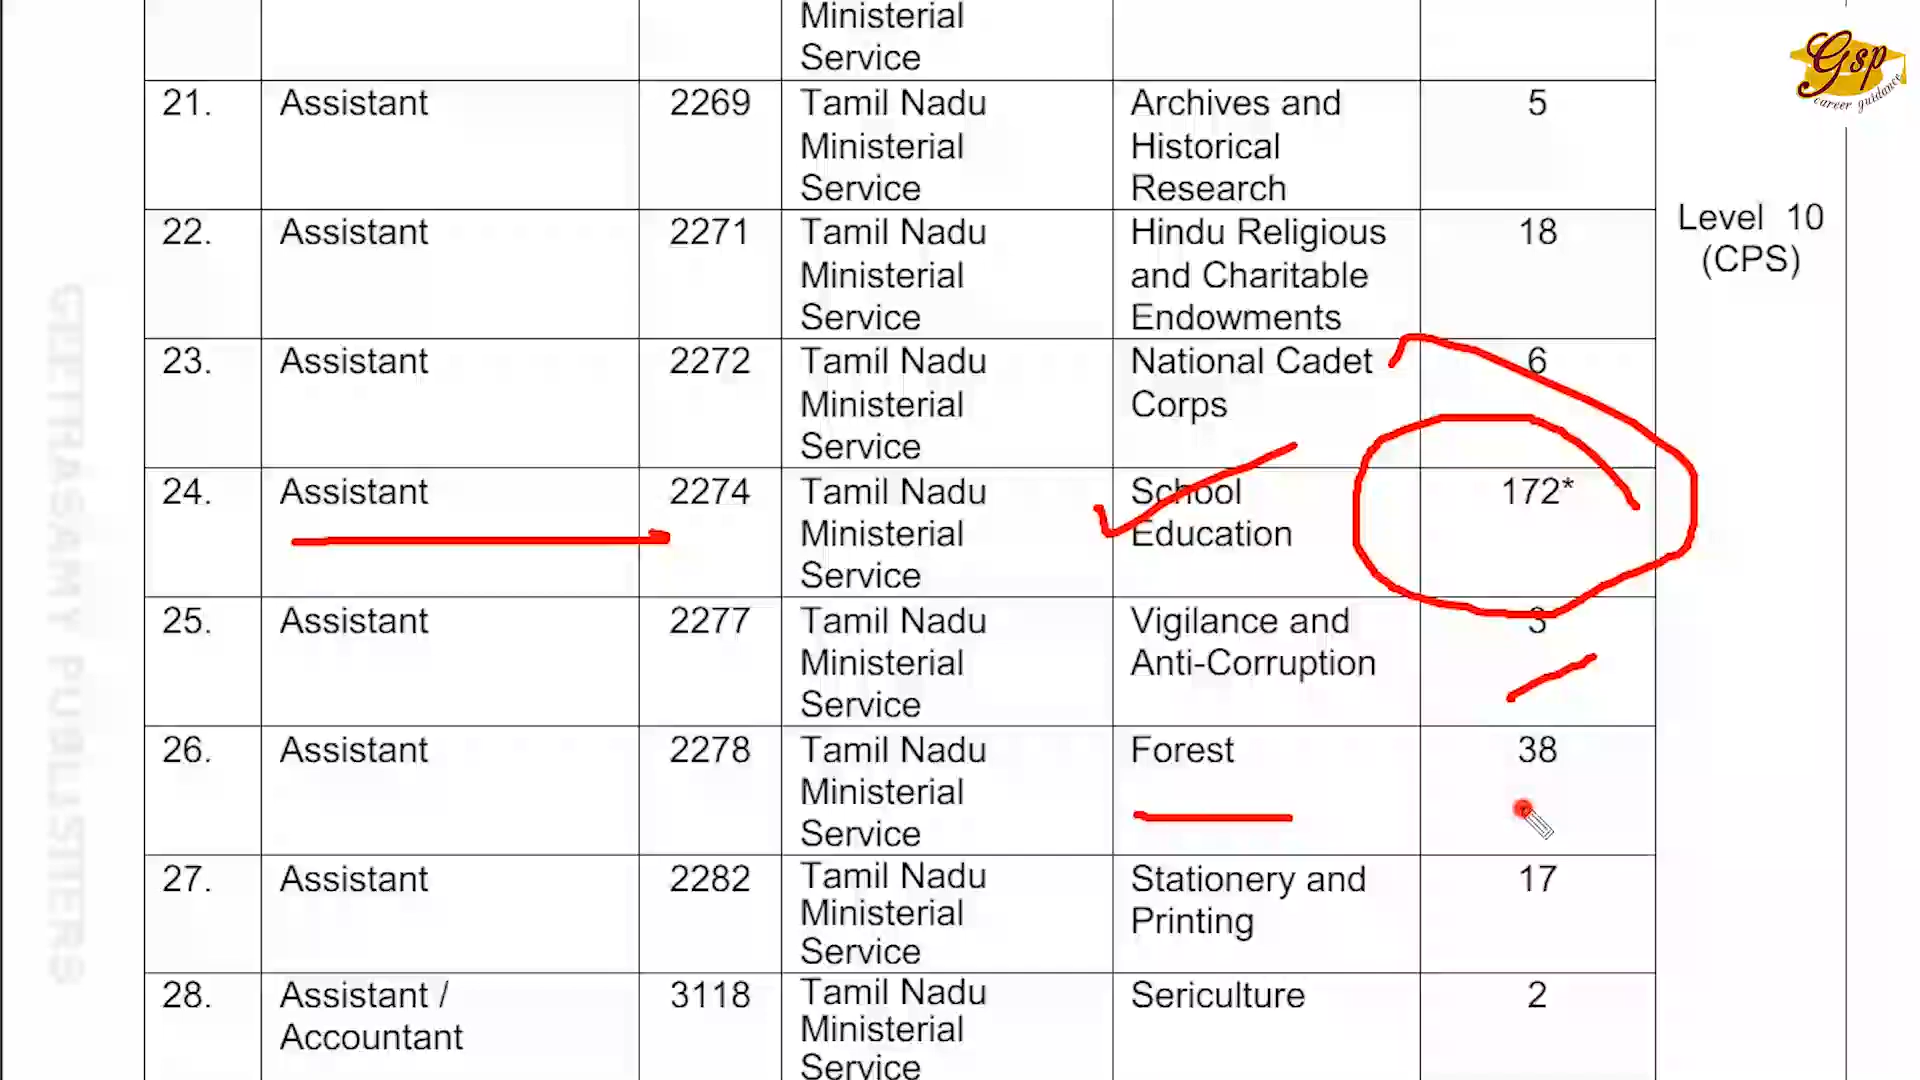 Ministerial
Service
21. Assistant 2269 Tamil Nadu Archives and 5
Ministerial Historical
Service Research
22. Assistant 2271 Tamil Nadu Hindu Religious 18
Ministerial and Charitable
Service Endowments
Level 10
(CPS)
23. Assistant 2272 Tamil Nadu National Cadet 6
Ministerial Corps
Service
24. Assistant 2274 Tamil Nadu School 172*
Ministerial Education
Service
25. Assistant 2277 Tamil Nadu Vigilance and 3
Ministerial Anti-Corruption
Service
26. Assistant 2278 Tamil Nadu Forest 38
Ministerial
Service
27. Assistant 2282 Tamil Nadu Stationery and 17
Ministerial Printing
Service
28. Assistant / 3118 Tamil Nadu Sericulture 2
Accountant Ministerial
Service
Gsp
career guidance
GEETRASAMY PUBLISTERS